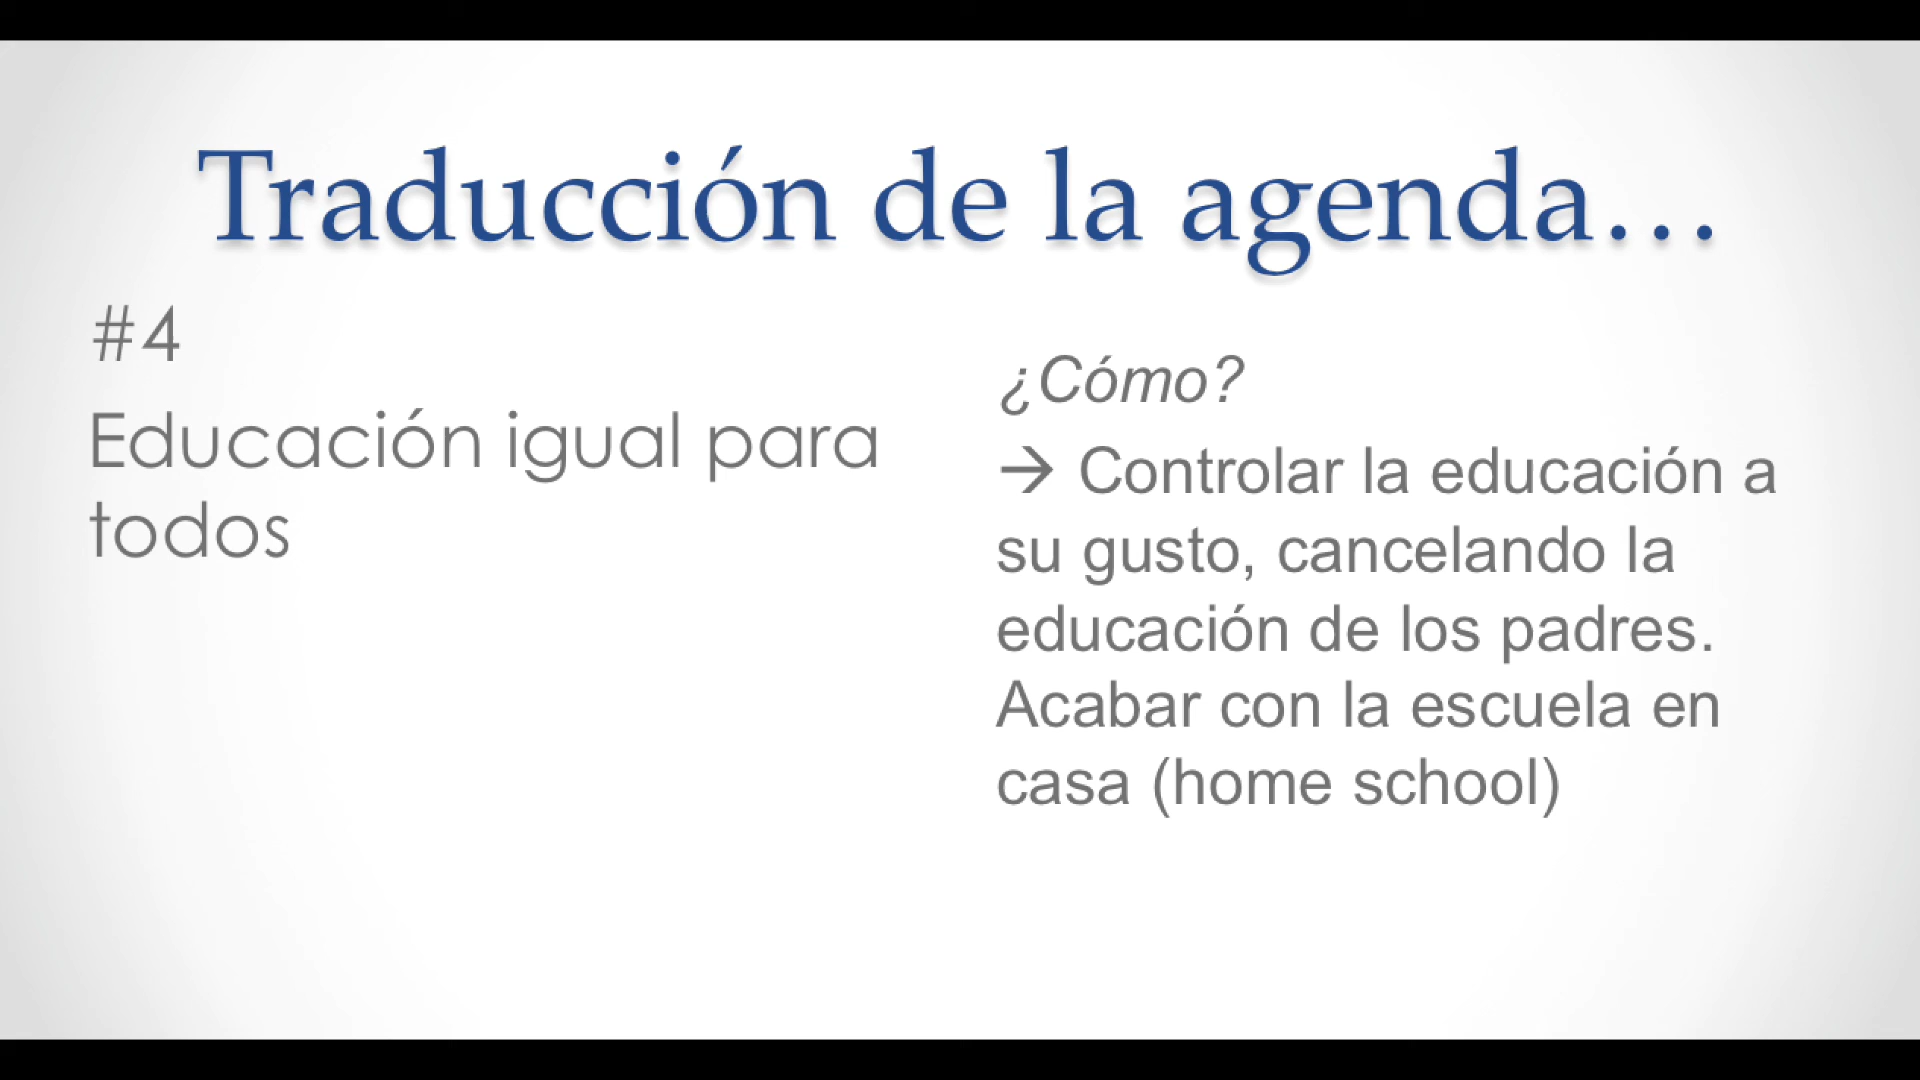 Traducción de la agenda...
#4
Educación igual para
todos
¿Cómo?
→ Controlar la educación a
su gusto, cancelando la
educación de los padres.
Acabar con la escuela en
casa (home school)